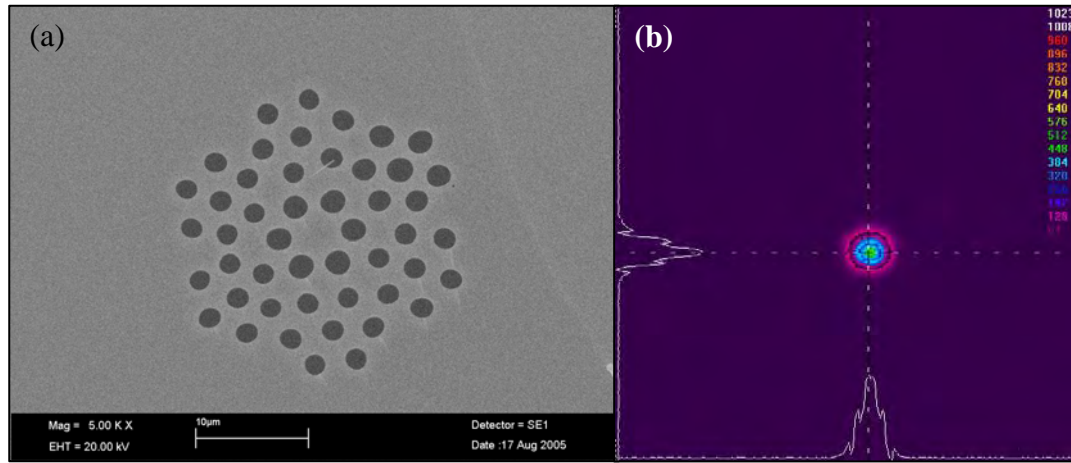 (a)
Mag = 5.00 K X
EHT = 20.00 kV
10µm
Detector = SE1
Date :17 Aug 2005
(b)
1023
1008
960
896
832
760
704
640
576
512
448
384
320
128